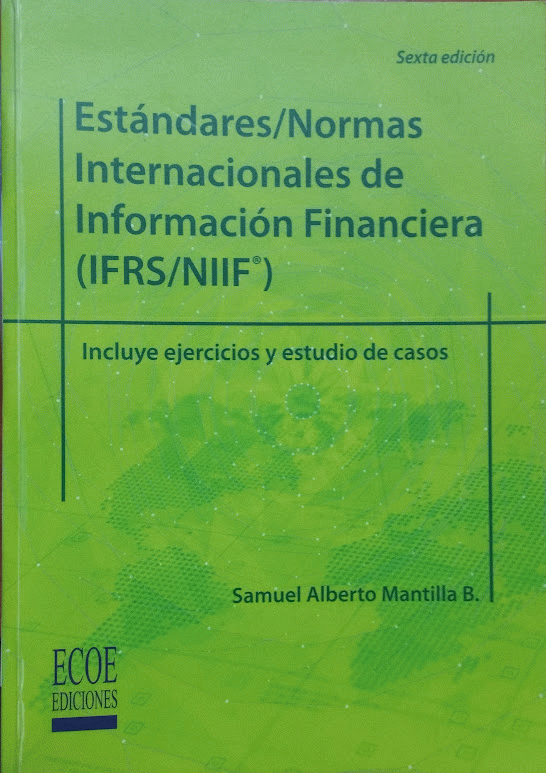 Sexta edición
Estándares/Normas
Internacionales de
Información Financiera
(IFRS/NIIF®)
Incluye ejercicios y estudio de casos
Samuel Alberto Mantilla B.
ECOE
EDICIONES